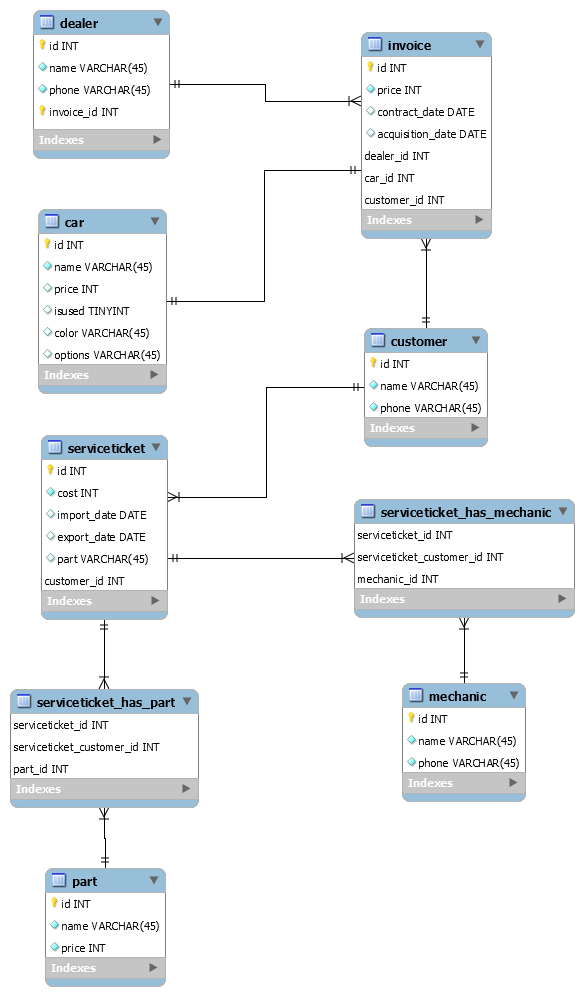 dealer
id INT
name VARCHAR(45)
phone VARCHAR(45)
invoice_id INT
Indexes
invoice
id INT
price INT
contract_date DATE
acquisition_date DATE
dealer_id INT
car_id INT
customer_id INT
Indexes
car
id INT
name VARCHAR(45)
price INT
isused TINYINT
color VARCHAR(45)
options VARCHAR(45)
Indexes
customer
id INT
name VARCHAR(45)
phone VARCHAR(45)
Indexes
serviceticket
id INT
cost INT
import_date DATE
export_date DATE
part VARCHAR(45)
customer_id INT
Indexes
serviceticket_has_mechanic
serviceticket_id INT
serviceticket_customer_id INT
mechanic_id INT
Indexes
serviceticket_has_part
serviceticket_id INT
serviceticket_customer_id INT
part_id INT
Indexes
mechanic
id INT
name VARCHAR(45)
phone VARCHAR(45)
Indexes
part
id INT
name VARCHAR(45)
price INT
Indexes